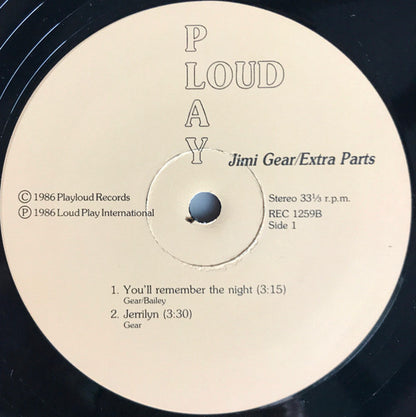 PLAY
LOUD
Jimi Gear/Extra Parts
© 1986 Playloud Records
Ⓟ 1986 Loud Play International
Stereo 33⅓ r.p.m.
REC 1259B
Side 1
1. You'll remember the night (3:15)
Gear/Bailey
2. Jerrilyn (3:30)
Gear